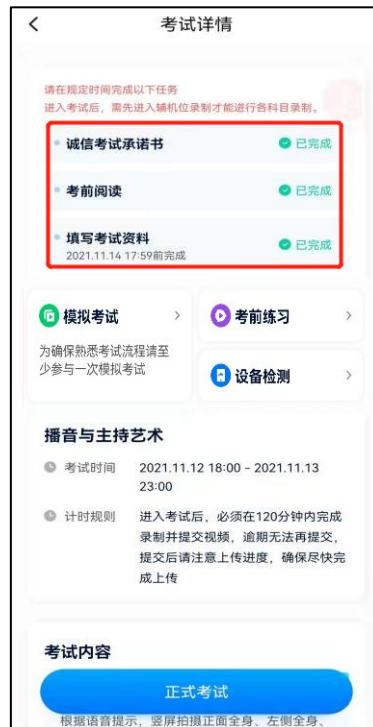 考试详情
请在规定时间完成以下任务
进入考试后，需先进入辅机位录制才能进行各科目录制。
诚信考试承诺书 已完成
考前阅读 已完成
填写考试资料 已完成
2021.11.14 17:59前完成
模拟考试
为确保熟悉考试流程请至
少参与一次模拟考试
考前练习
设备检测
播音与主持艺术
考试时间 2021.11.12 18:00 - 2021.11.13
23:00
计时规则 进入考试后，必须在120分钟内完成
录制并提交视频，逾期无法再提交，
提交后请注意上传进度，确保尽快完
成上传
考试内容
正式考试
根据语音提示，竖屏拍摄正面全身、左侧全身、